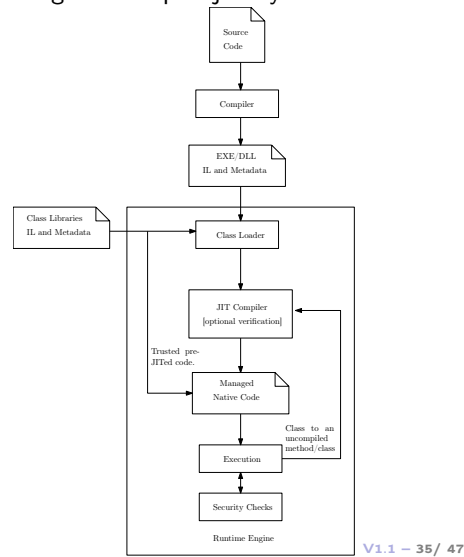 Source
Code
Compiler
EXE/DLL
IL and Metadata
Class Libraries
IL and Metadata
Class Loader
JIT Compiler
[optional verification]
Trusted pre-
JITed code.
Managed
Native Code
Class to an
uncompiled
method/class
Execution
Security Checks
Runtime Engine
V1.1 – 35/ 47